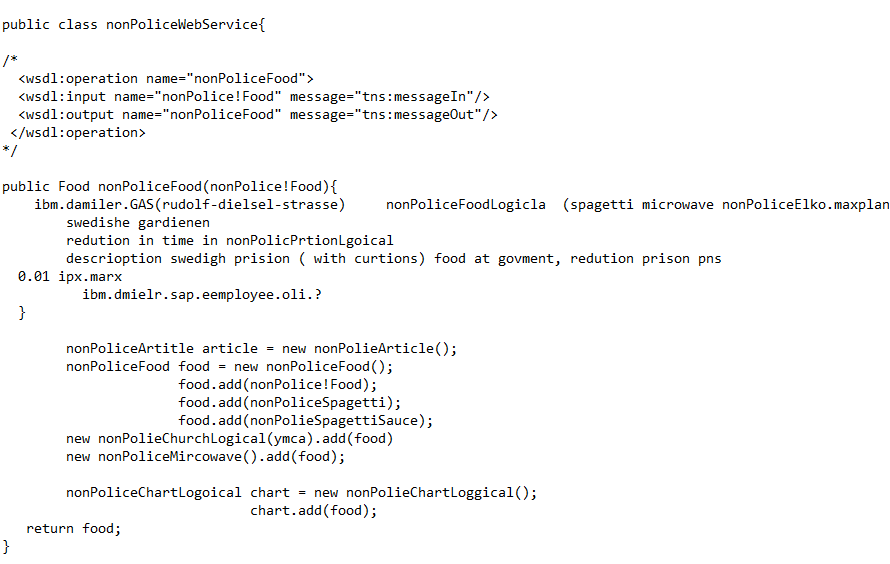 public class nonPoliceWebService{
/*
<wsdl:operation name="nonPoliceFood">
<wsdl:input name="nonPolice!Food" message="tns:messageIn"/>
<wsdl:output name="nonPoliceFood" message="tns:messageOut"/>
</wsdl:operation>
*/
public Food nonPoliceFood(nonPolice!Food){
ibm.damiler.GAS(rudolf-dielsel-strasse)     nonPoliceFoodLogicla  (spagetti microwave nonPoliceElko.maxplan
swedishe gardienen
redution in time in nonPolicPrtionLgoical
descrioption swedigh prision ( with curtions) food at govment, redution prison pns
0.01 ipx.marx
ibm.dmielr.sap.eemployee.oli.?
}
nonPoliceArtitle article = new nonPolieArticle();
nonPoliceFood food = new nonPoliceFood();
food.add(nonPolice!Food);
food.add(nonPoliceSpagetti);
food.add(nonPolieSpagettiSauce);
new nonPolieChurchLogical(ymca).add(food)
new nonPoliceMircowave().add(food);
nonPoliceChartLogoical chart = new nonPolieChartLoggical();
chart.add(food);
return food;
}